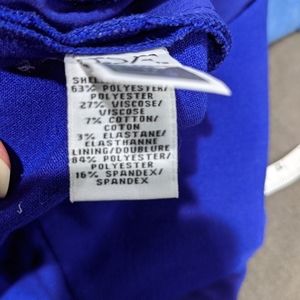 63% POLYESTER/
POLYESTER
27% VISCOSE/
VISCOSE
7% COTTON/
COTON
3% ELASTANE/
ELASTHANNE
LINING/DOUBLURE
84% POLYESTER/
POLYESTER
16% SPANDEX/
SPANDEX